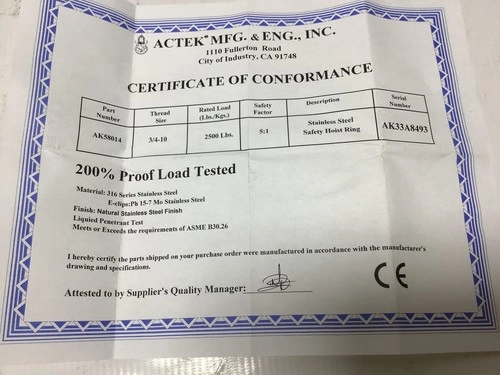 ACTEK® MFG. & ENG., INC.
1110 Fullerton Road
City of Industry, CA 91748
CERTIFICATE OF CONFORMANCE
Part Number Thread Size Rated Load (Lbs./Kgs.) Safety Factor Description Serial Number
AK58014 3/4-10 2500 Lbs. 5:1 Stainless Steel Safety Hoist Ring AK33A8493
200% Proof Load Tested
Material: 316 Series Stainless Steel
E-clips:Ph 15-7 Mo Stainless Steel
Finish: Natural Stainless Steel Finish
Liquied Penetrant Test
Meets or Exceeds the requirements of ASME B30.26
I hereby certify the parts shipped on your purchase order were manufactured in accordance with the manufacturer's
drawing and specifications.
Attested to by Supplier's Quality Manager:
CE